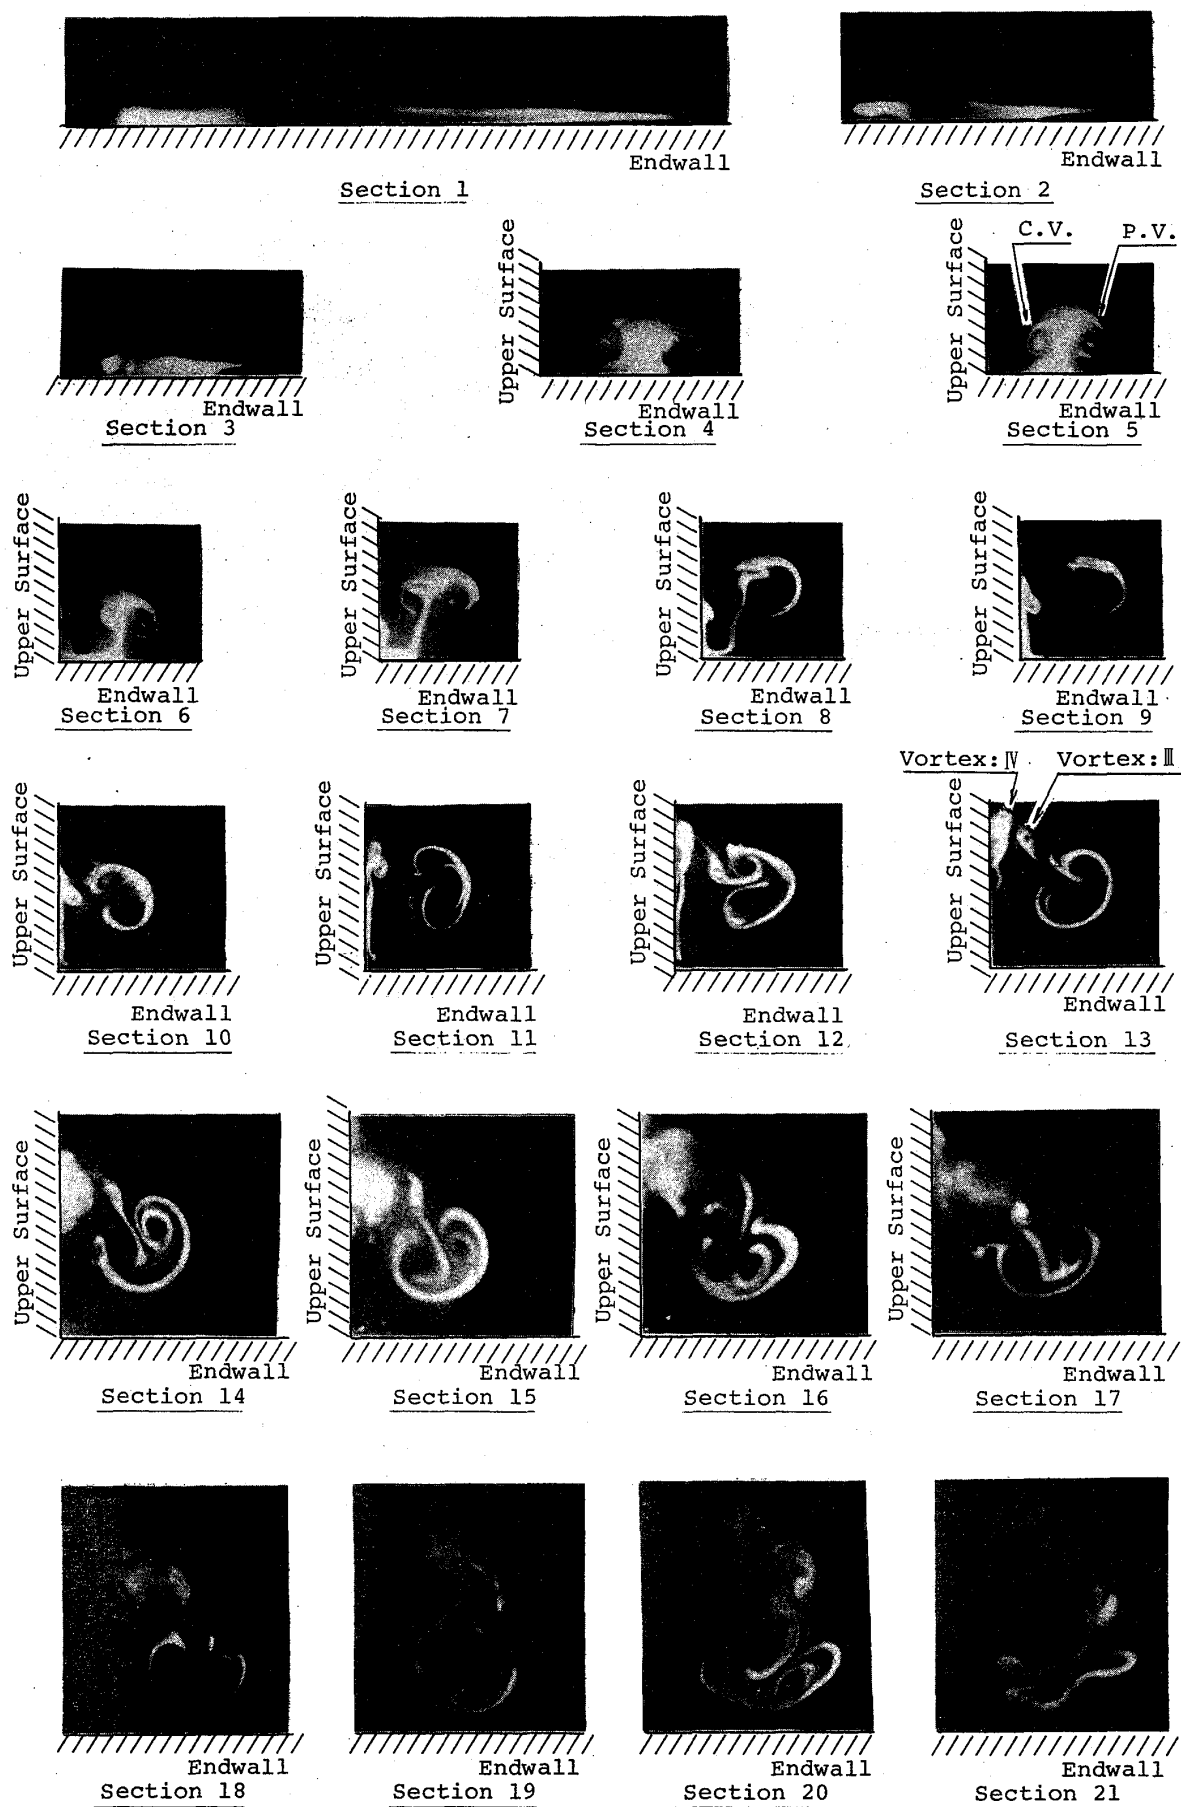 Endwall
Endwall
Section 1
Section 2
Upper Surface
Upper Surface
C.V.
P.V.
Endwall
Endwall
Endwall
Section 3
Section 4
Section 5
Upper Surface
Upper Surface
Upper Surface
Upper Surface
Endwall
Endwall
Endwall
Endwall
Section 6
Section 7
Section 8
Section 9
Vortex:Ⅳ
Vortex:Ⅲ
Upper Surface
Upper Surface
Upper Surface
Upper Surface
Endwall
Endwall
Endwall
Endwall
Section 10
Section 11
Section 12
Section 13
Upper Surface
Upper Surface
Upper Surface
Upper Surface
Endwall
Endwall
Endwall
Endwall
Section 14
Section 15
Section 16
Section 17
Endwall
Endwall
Endwall
Endwall
Section 18
Section 19
Section 20
Section 21